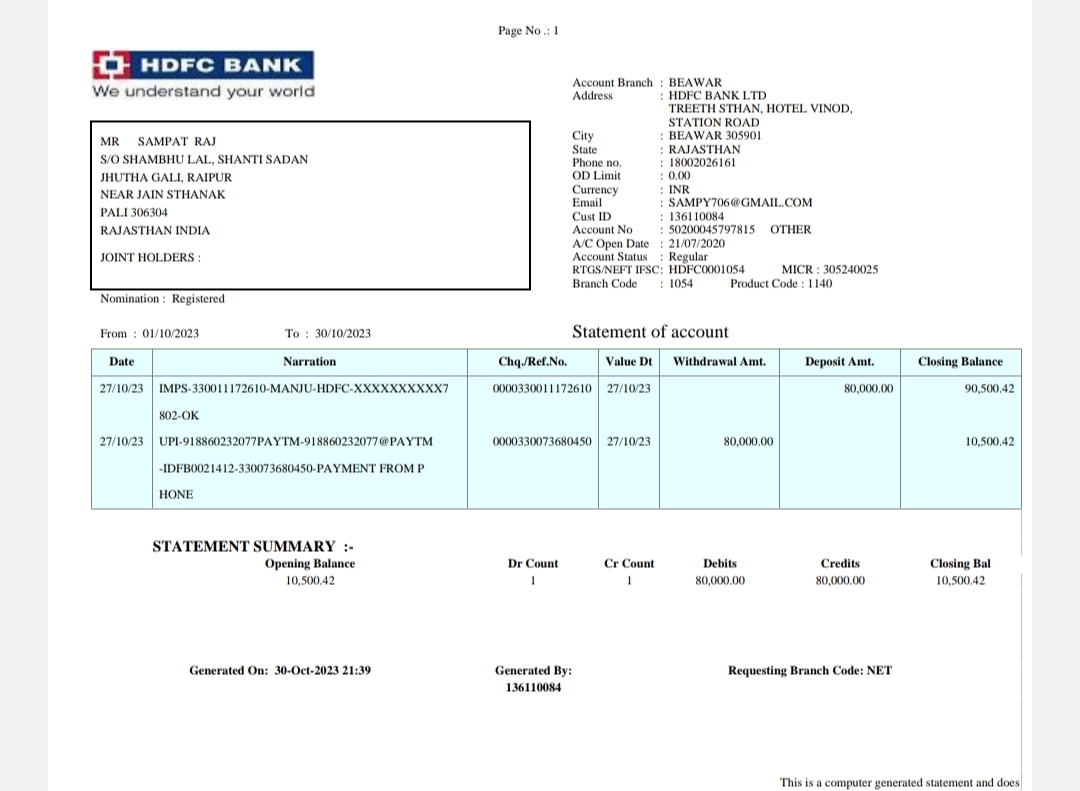 Page No .: 1
HDFC BANK
We understand your world
MR SAMPAT RAJ
S/O SHAMBHU LAL, SHANTI SADAN
JHUTHA GALI, RAIPUR
NEAR JAIN STHANAK
PALI 306304
RAJASTHAN INDIA
JOINT HOLDERS :
Nomination : Registered
Account Branch : BEAWAR
Address : HDFC BANK LTD
TREETH STHAN, HOTEL VINOD,
STATION ROAD
City : BEAWAR 305901
State : RAJASTHAN
Phone no. : 18002026161
OD Limit : 0.00
Currency : INR
Email : SAMPY706@GMAIL.COM
Cust ID : 136110084
Account No : 50200045797815 OTHER
A/C Open Date : 21/07/2020
Account Status : Regular
RTGS/NEFT IFSC: HDFC0001054 MICR : 305240025
Branch Code : 1054 Product Code : 1140
From : 01/10/2023 To : 30/10/2023 Statement of account
Date Narration Chq./Ref.No. Value Dt Withdrawal Amt. Deposit Amt. Closing Balance
27/10/23 IMPS-330011172610-MANJU-HDFC-XXXXXXXXXX7 0000330011172610 27/10/23 80,000.00 90,500.42
802-OK
27/10/23 UPI-918860232077PAYTM-918860232077@PAYTM 0000330073680450 27/10/23 80,000.00 10,500.42
-IDFB0021412-330073680450-PAYMENT FROM P
HONE
STATEMENT SUMMARY :-
Opening Balance Dr Count Cr Count Debits Credits Closing Bal
10,500.42 1 1 80,000.00 80,000.00 10,500.42
Generated On: 30-Oct-2023 21:39 Generated By: Requesting Branch Code: NET
136110084
This is a computer generated statement and does